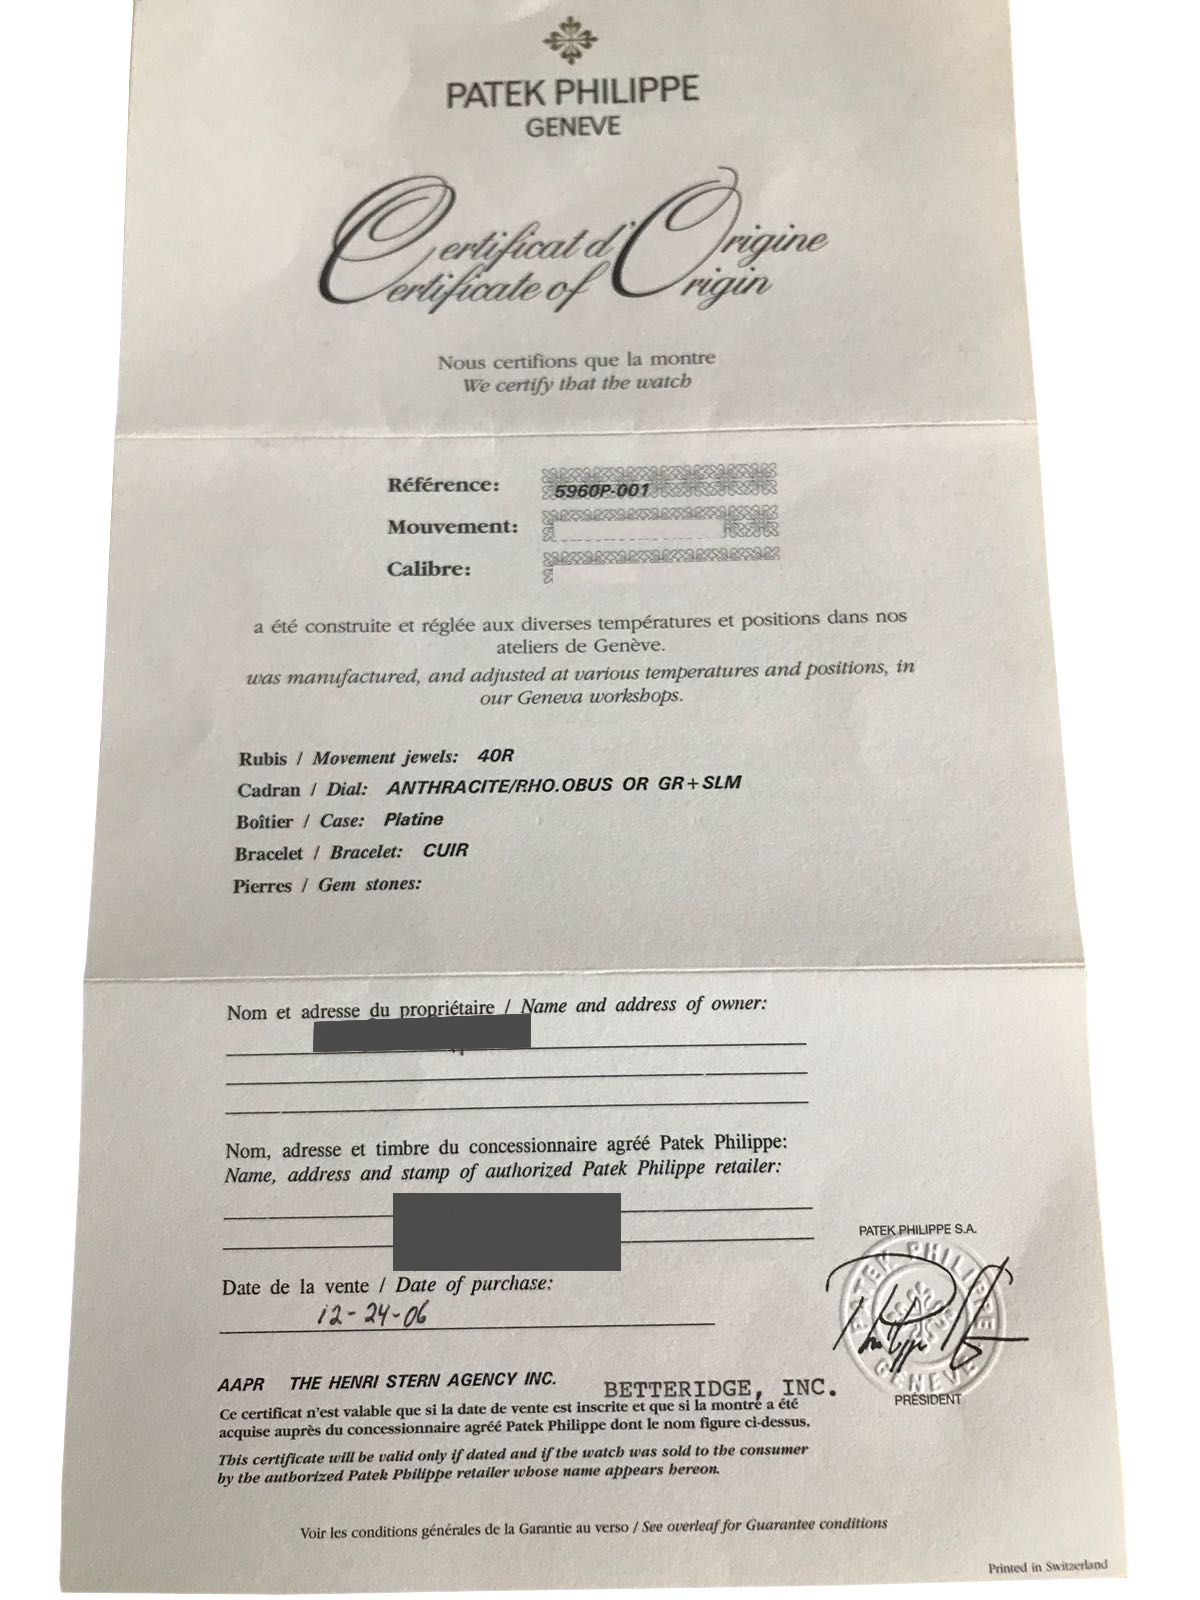 PATEK PHILIPPE
GENEVE
Certificat d'Origine
Certificate of Origin
Nous certifions que la montre
We certify that the watch
Référence: 5960P-001
Mouvement:
Calibre:
a été construite et réglée aux diverses températures et positions dans nos
ateliers de Genève.
was manufactured, and adjusted at various temperatures and positions, in
our Geneva workshops.
Rubis / Movement jewels: 40R
Cadran / Dial: ANTHRACITE/RHO.OBUS OR GR+SLM
Boîtier / Case: Platine
Bracelet / Bracelet: CUIR
Pierres / Gem stones:
Nom et adresse du propriétaire / Name and address of owner:
Nom, adresse et timbre du concessionnaire agréé Patek Philippe:
Name, address and stamp of authorized Patek Philippe retailer:
PATEK PHILIPPE S.A.
PATEK PHILIPPE
GENEVE
Date de la vente / Date of purchase:
12-24-06
AAPR THE HENRI STERN AGENCY INC. BETTERIDGE, INC.
PRÉSIDENT
Ce certificat n'est valable que si la date de vente est inscrite et que si la montre a été
acquise auprès du concessionnaire agréé Patek Philippe dont le nom figure ci-dessus.
This certificate will be valid only if dated and if the watch was sold to the consumer
by the authorized Patek Philippe retailer whose name appears hereon.
Voir les conditions générales de la Garantie au verso / See overleaf for Guarantee conditions
Printed in Switzerland